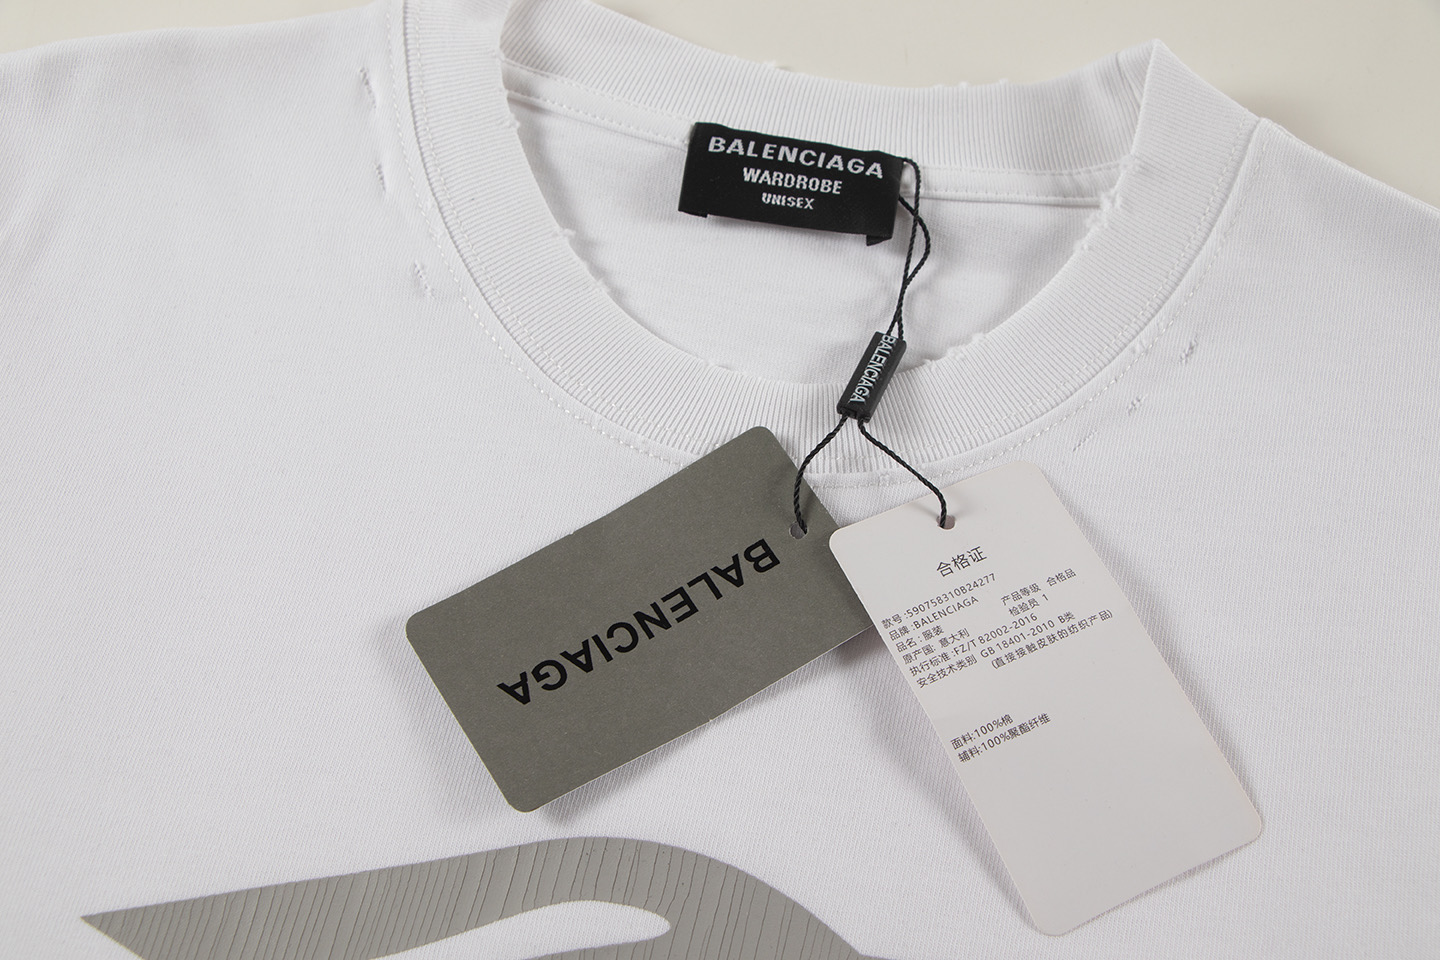 BALENCIAGA
WARDROBE
UNISEX
BALENCIAGA
BALENCIAGA
合格证
款号:590758310B24277
品牌:BALENCIAGA 产品等级 合格品
品名:服装 检验员 1
原产国: 意大利
执行标准:FZ/T 82002-2016
安全技术类别 GB 18401-2010 B类
(直接接触皮肤的纺织产品)
面料:100%棉
辅料:100%聚酯纤维